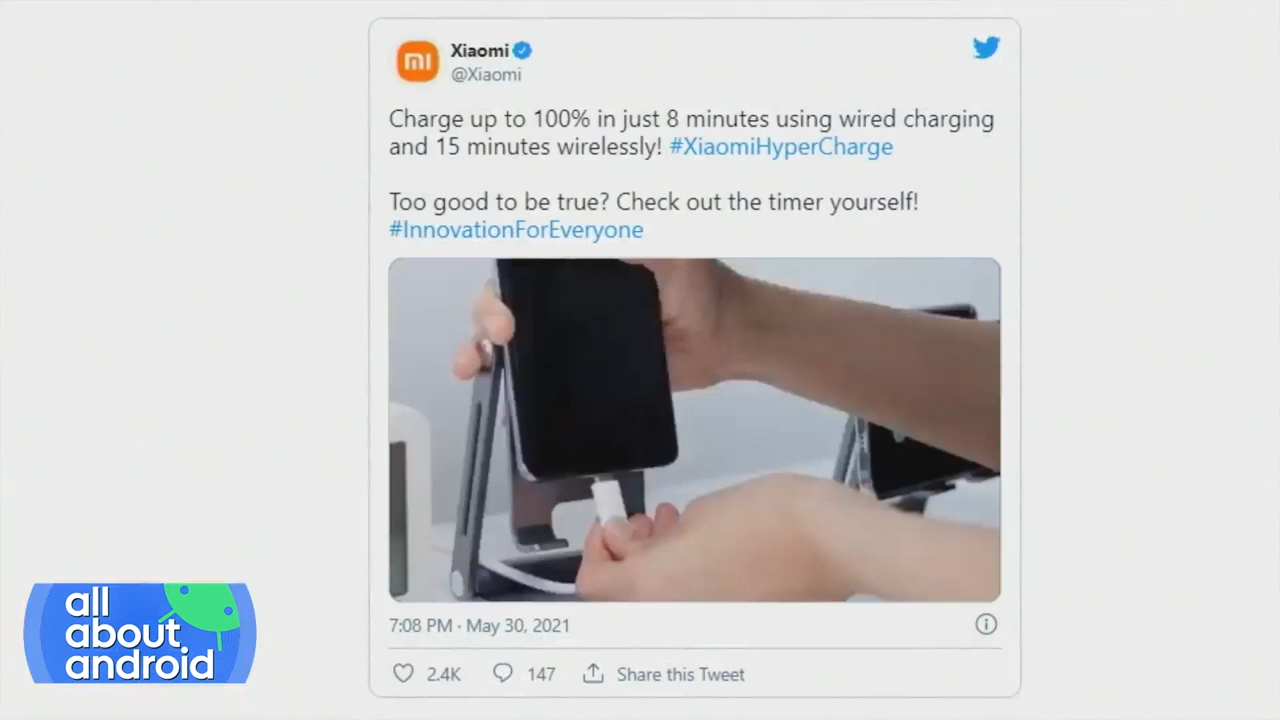 Xiaomi
@Xiaomi
Charge up to 100% in just 8 minutes using wired charging
and 15 minutes wirelessly! #XiaomiHyperCharge
Too good to be true? Check out the timer yourself!
#InnovationForEveryone
7:08 PM · May 30, 2021
2.4K 147 Share this Tweet
all
about
android